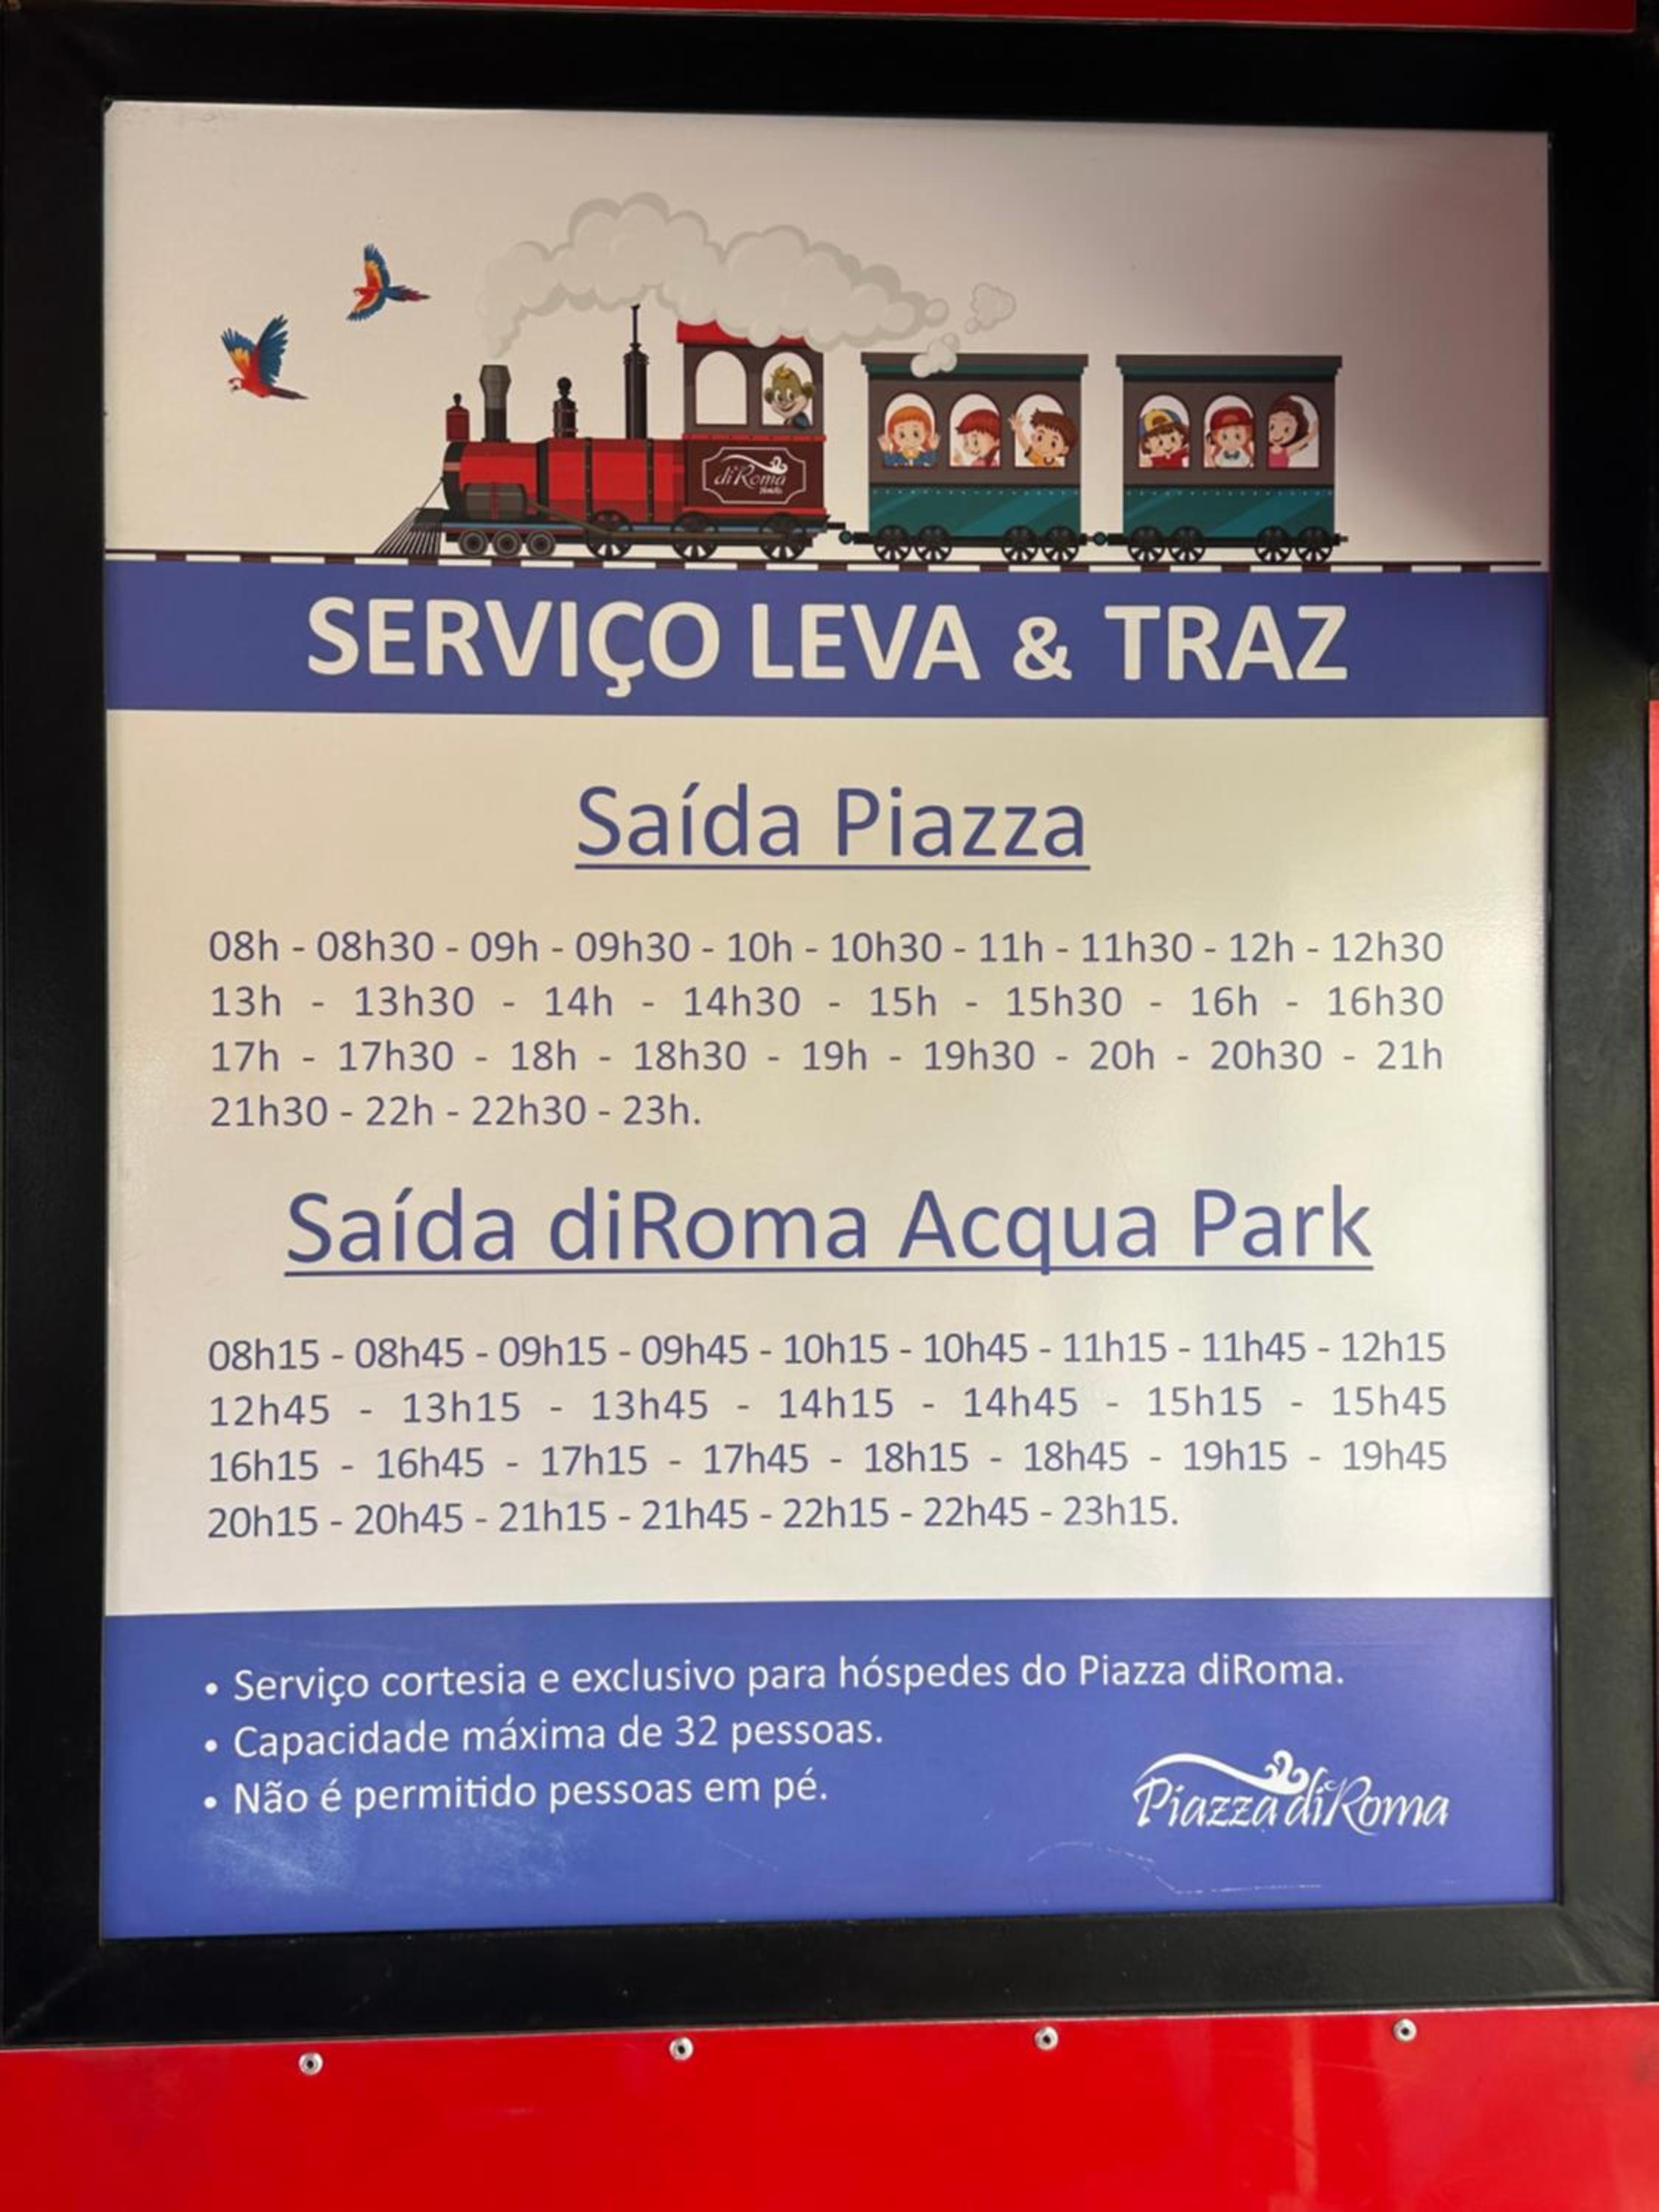 diRoma
SERVIÇO LEVA & TRAZ
Saída Piazza
08h - 08h30 - 09h - 09h30 - 10h - 10h30 - 11h - 11h30 - 12h - 12h30
13h - 13h30 - 14h - 14h30 - 15h - 15h30 - 16h - 16h30
17h - 17h30 - 18h - 18h30 - 19h - 19h30 - 20h - 20h30 - 21h
21h30 - 22h - 22h30 - 23h.
Saída diRoma Acqua Park
08h15 - 08h45 - 09h15 - 09h45 - 10h15 - 10h45 - 11h15 - 11h45 - 12h15
12h45 - 13h15 - 13h45 - 14h15 - 14h45 - 15h15 - 15h45
16h15 - 16h45 - 17h15 - 17h45 - 18h15 - 18h45 - 19h15 - 19h45
20h15 - 20h45 - 21h15 - 21h45 - 22h15 - 22h45 - 23h15.
• Serviço cortesia e exclusivo para hóspedes do Piazza diRoma.
• Capacidade máxima de 32 pessoas.
• Não é permitido pessoas em pé.
Piazza diRoma